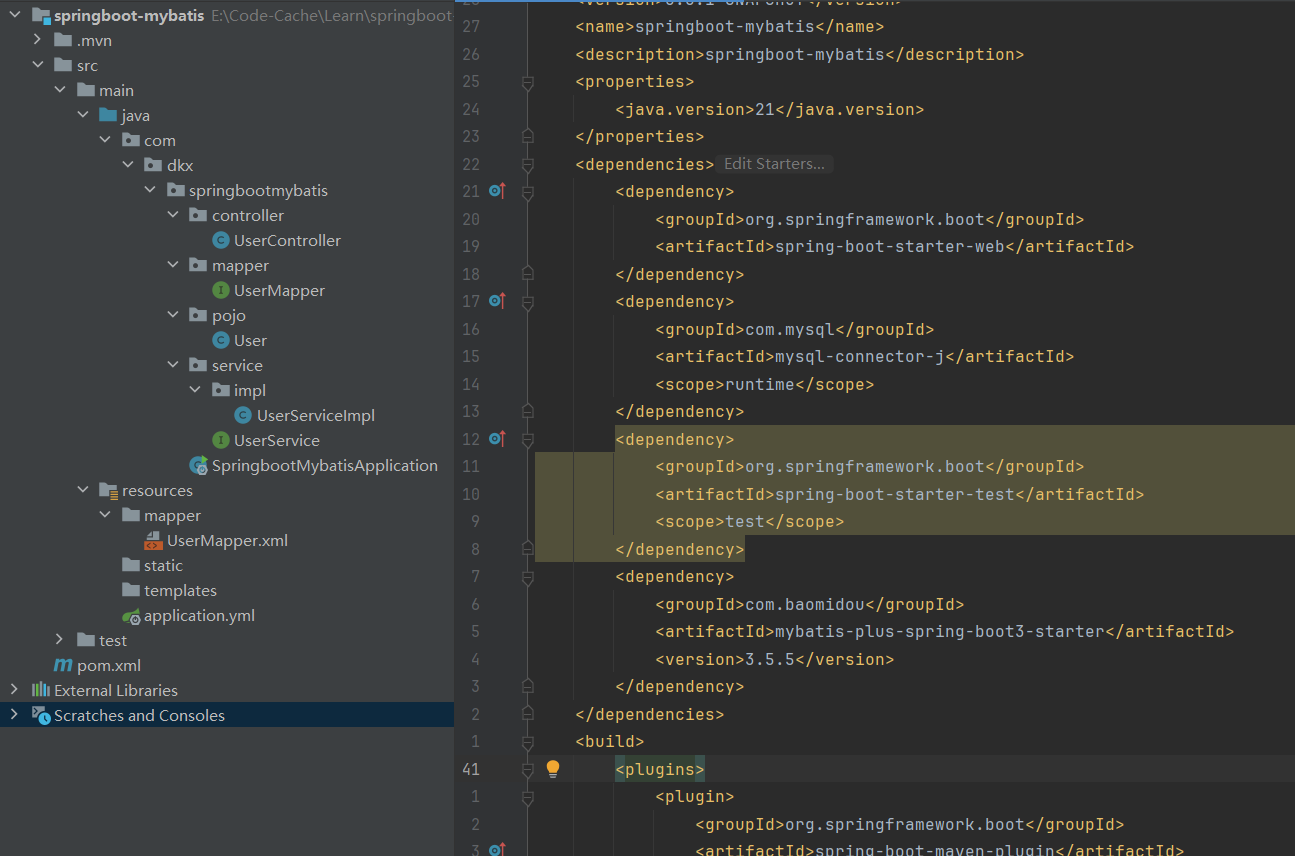 springboot-mybatis E:\Code-Cache\Learn\springboot-
.mvn
src
main
java
com
dkx
springbootmybatis
controller
UserController
mapper
UserMapper
pojo
User
service
impl
UserServiceImpl
UserService
SpringbootMybatisApplication
resources
mapper
UserMapper.xml
static
templates
application.yml
test
pom.xml
External Libraries
Scratches and Consoles
27 <name>springboot-mybatis</name>
26 <description>springboot-mybatis</description>
25 <properties>
24 <java.version>21</java.version>
23 </properties>
22 <dependencies> Edit Starters...
21 <dependency>
20 <groupId>org.springframework.boot</groupId>
19 <artifactId>spring-boot-starter-web</artifactId>
18 </dependency>
17 <dependency>
16 <groupId>com.mysql</groupId>
15 <artifactId>mysql-connector-j</artifactId>
14 <scope>runtime</scope>
13 </dependency>
12 <dependency>
11 <groupId>org.springframework.boot</groupId>
10 <artifactId>spring-boot-starter-test</artifactId>
9 <scope>test</scope>
8 </dependency>
7 <dependency>
6 <groupId>com.baomidou</groupId>
5 <artifactId>mybatis-plus-spring-boot3-starter</artifactId>
4 <version>3.5.5</version>
3 </dependency>
2 </dependencies>
1 <build>
41 <plugins>
1 <plugin>
2 <groupId>org.springframework.boot</groupId>
3 <artifactId>spring-boot-maven-plugin</artifactId>